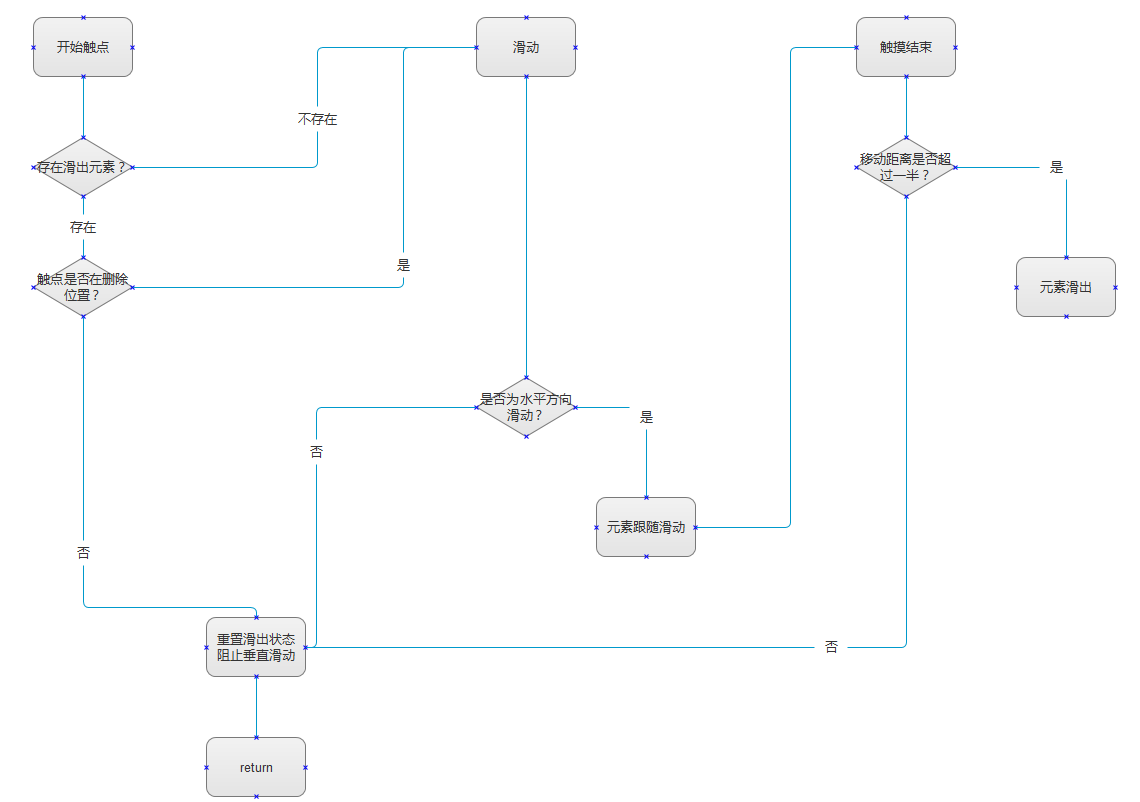 开始触点
滑动
触摸结束
不存在
存在滑出元素？
移动距离是否超
过一半？
是
存在
是
触点是否在删除
位置？
元素滑出
是否为水平方向
滑动？
是
否
元素跟随滑动
否
重置滑出状态
阻止垂直滑动
否
return